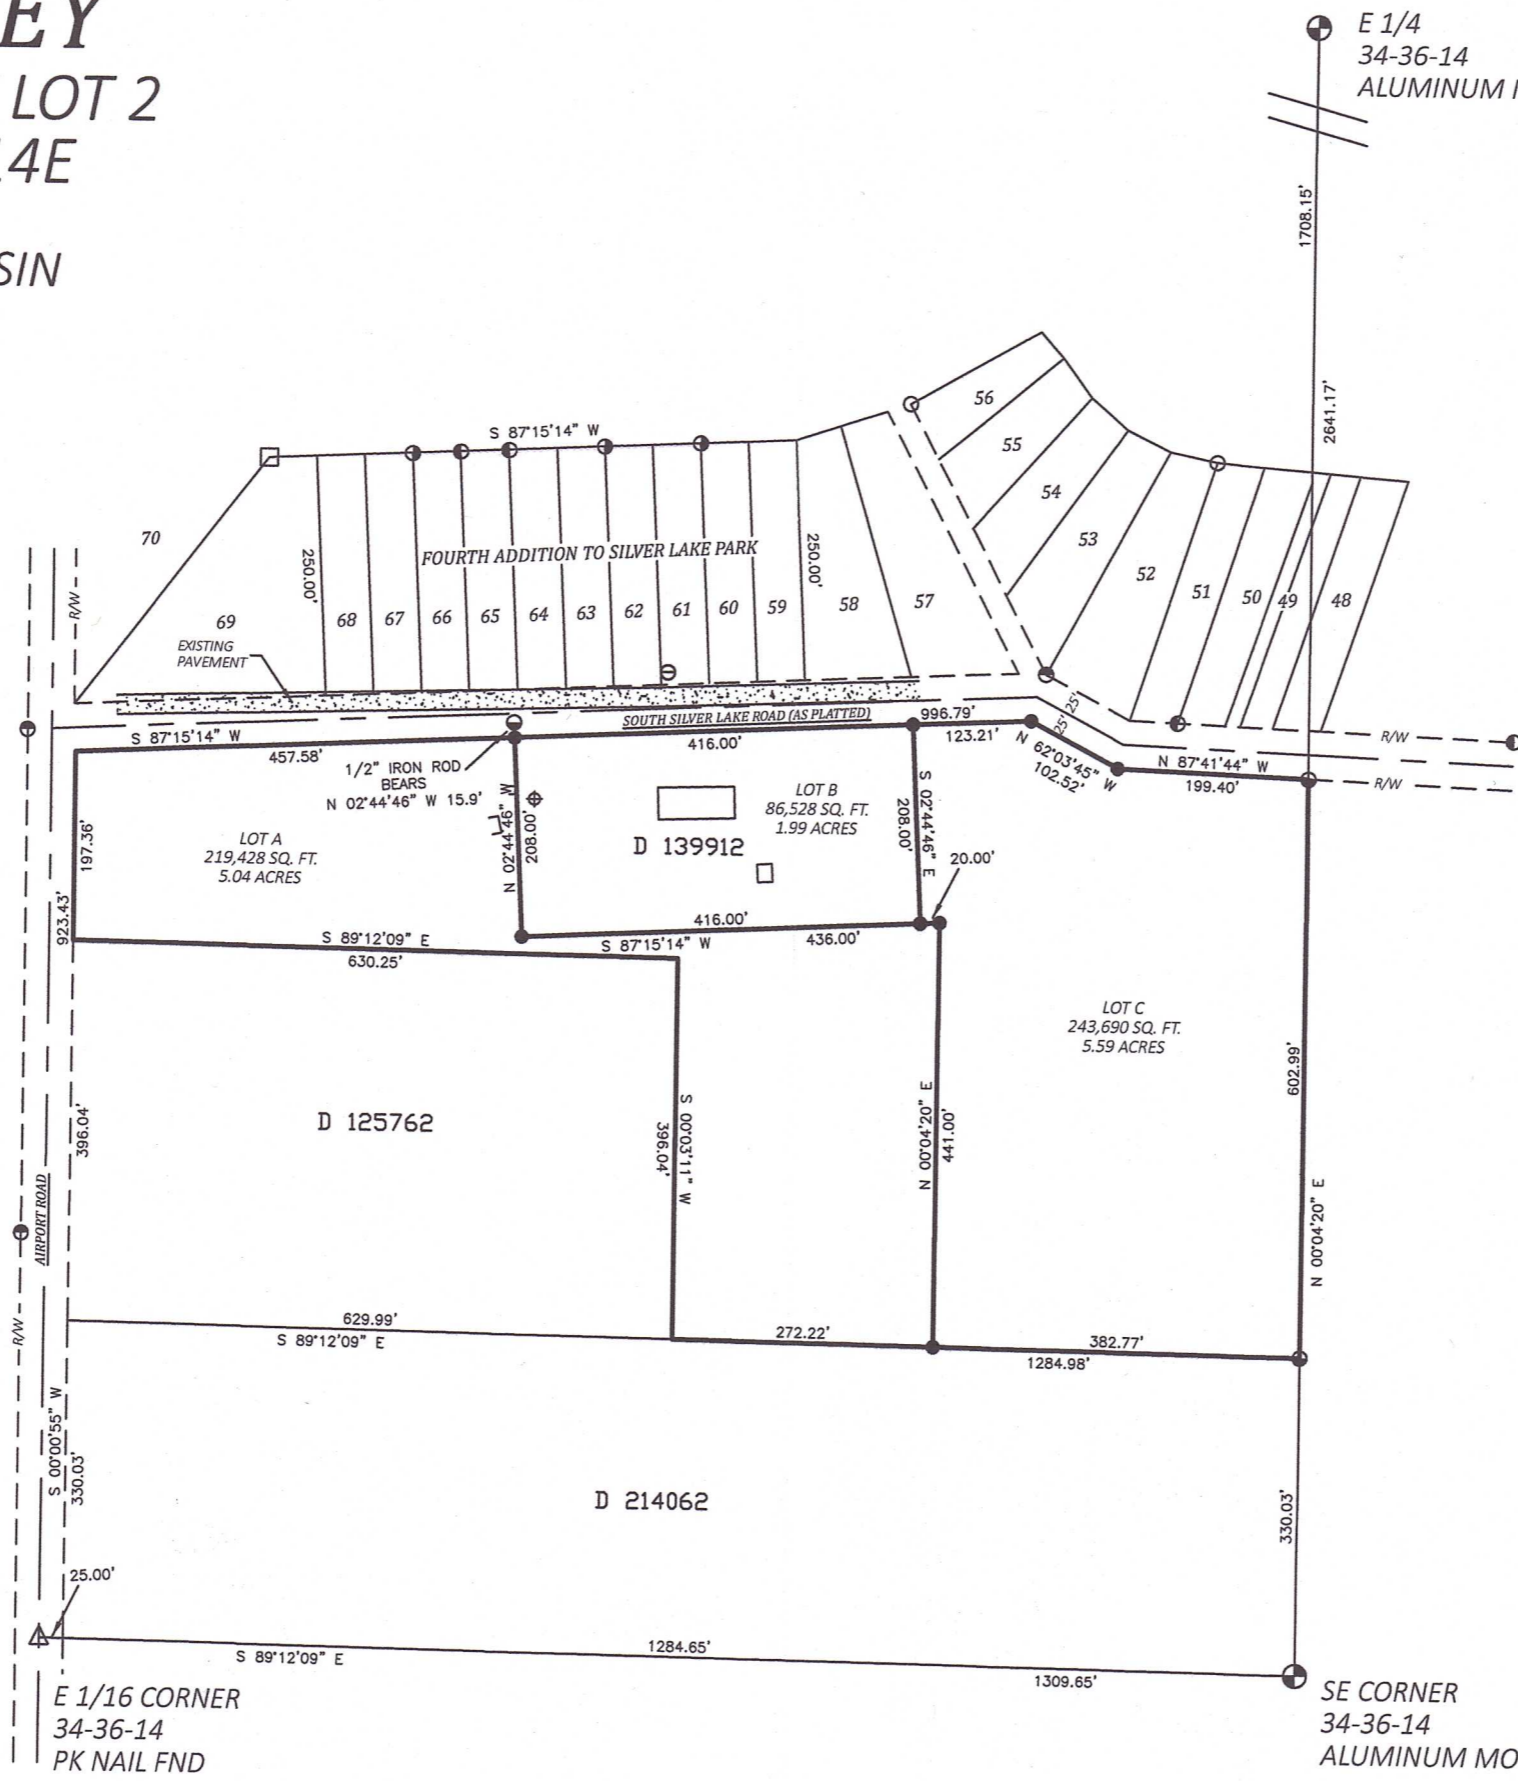 EY
LOT 2
.4E
SIN
E 1/4
34-36-14
ALUMINUM
1708.15'
2641.17'
S 87°15'14" W
56
55
54
53
52
51
50
49
48
70
69
68
67
66
65
64
63
62
61
60
59
58
57
250.00'
FOURTH ADDITION TO SILVER LAKE PARK
250.00'
R/W
EXISTING
PAVEMENT
SOUTH SILVER LAKE ROAD (AS PLATTED)
996.79'
25'
25'
R/W
R/W
S 87°15'14" W
457.58'
416.00'
123.21'
N 62°03'45" W
102.52'
N 87°41'44" W
199.40'
1/2" IRON ROD
BEARS
N 02°44'46" W 15.9'
N 02°44'46" W
208.00'
LOT B
86,528 SQ. FT.
1.99 ACRES
D 139912
208.00'
S 02°44'46" E
20.00'
LOT A
219,428 SQ. FT.
5.04 ACRES
197.36'
923.43'
S 89°12'09" E
630.25'
416.00'
S 87°15'14" W
436.00'
LOT C
243,690 SQ. FT.
5.59 ACRES
602.99'
N 00°04'20" E
D 125762
396.04'
S 00°03'11" W
396.04'
N 00°04'20" E
441.00'
AIRPORT ROAD
R/W
629.99'
S 89°12'09" E
272.22'
382.77'
1284.98'
S 00°00'55" W
330.03'
D 214062
330.03'
25.00'
S 89°12'09" E
1284.65'
1309.65'
E 1/16 CORNER
34-36-14
PK NAIL FND
SE CORNER
34-36-14
ALUMINUM MO